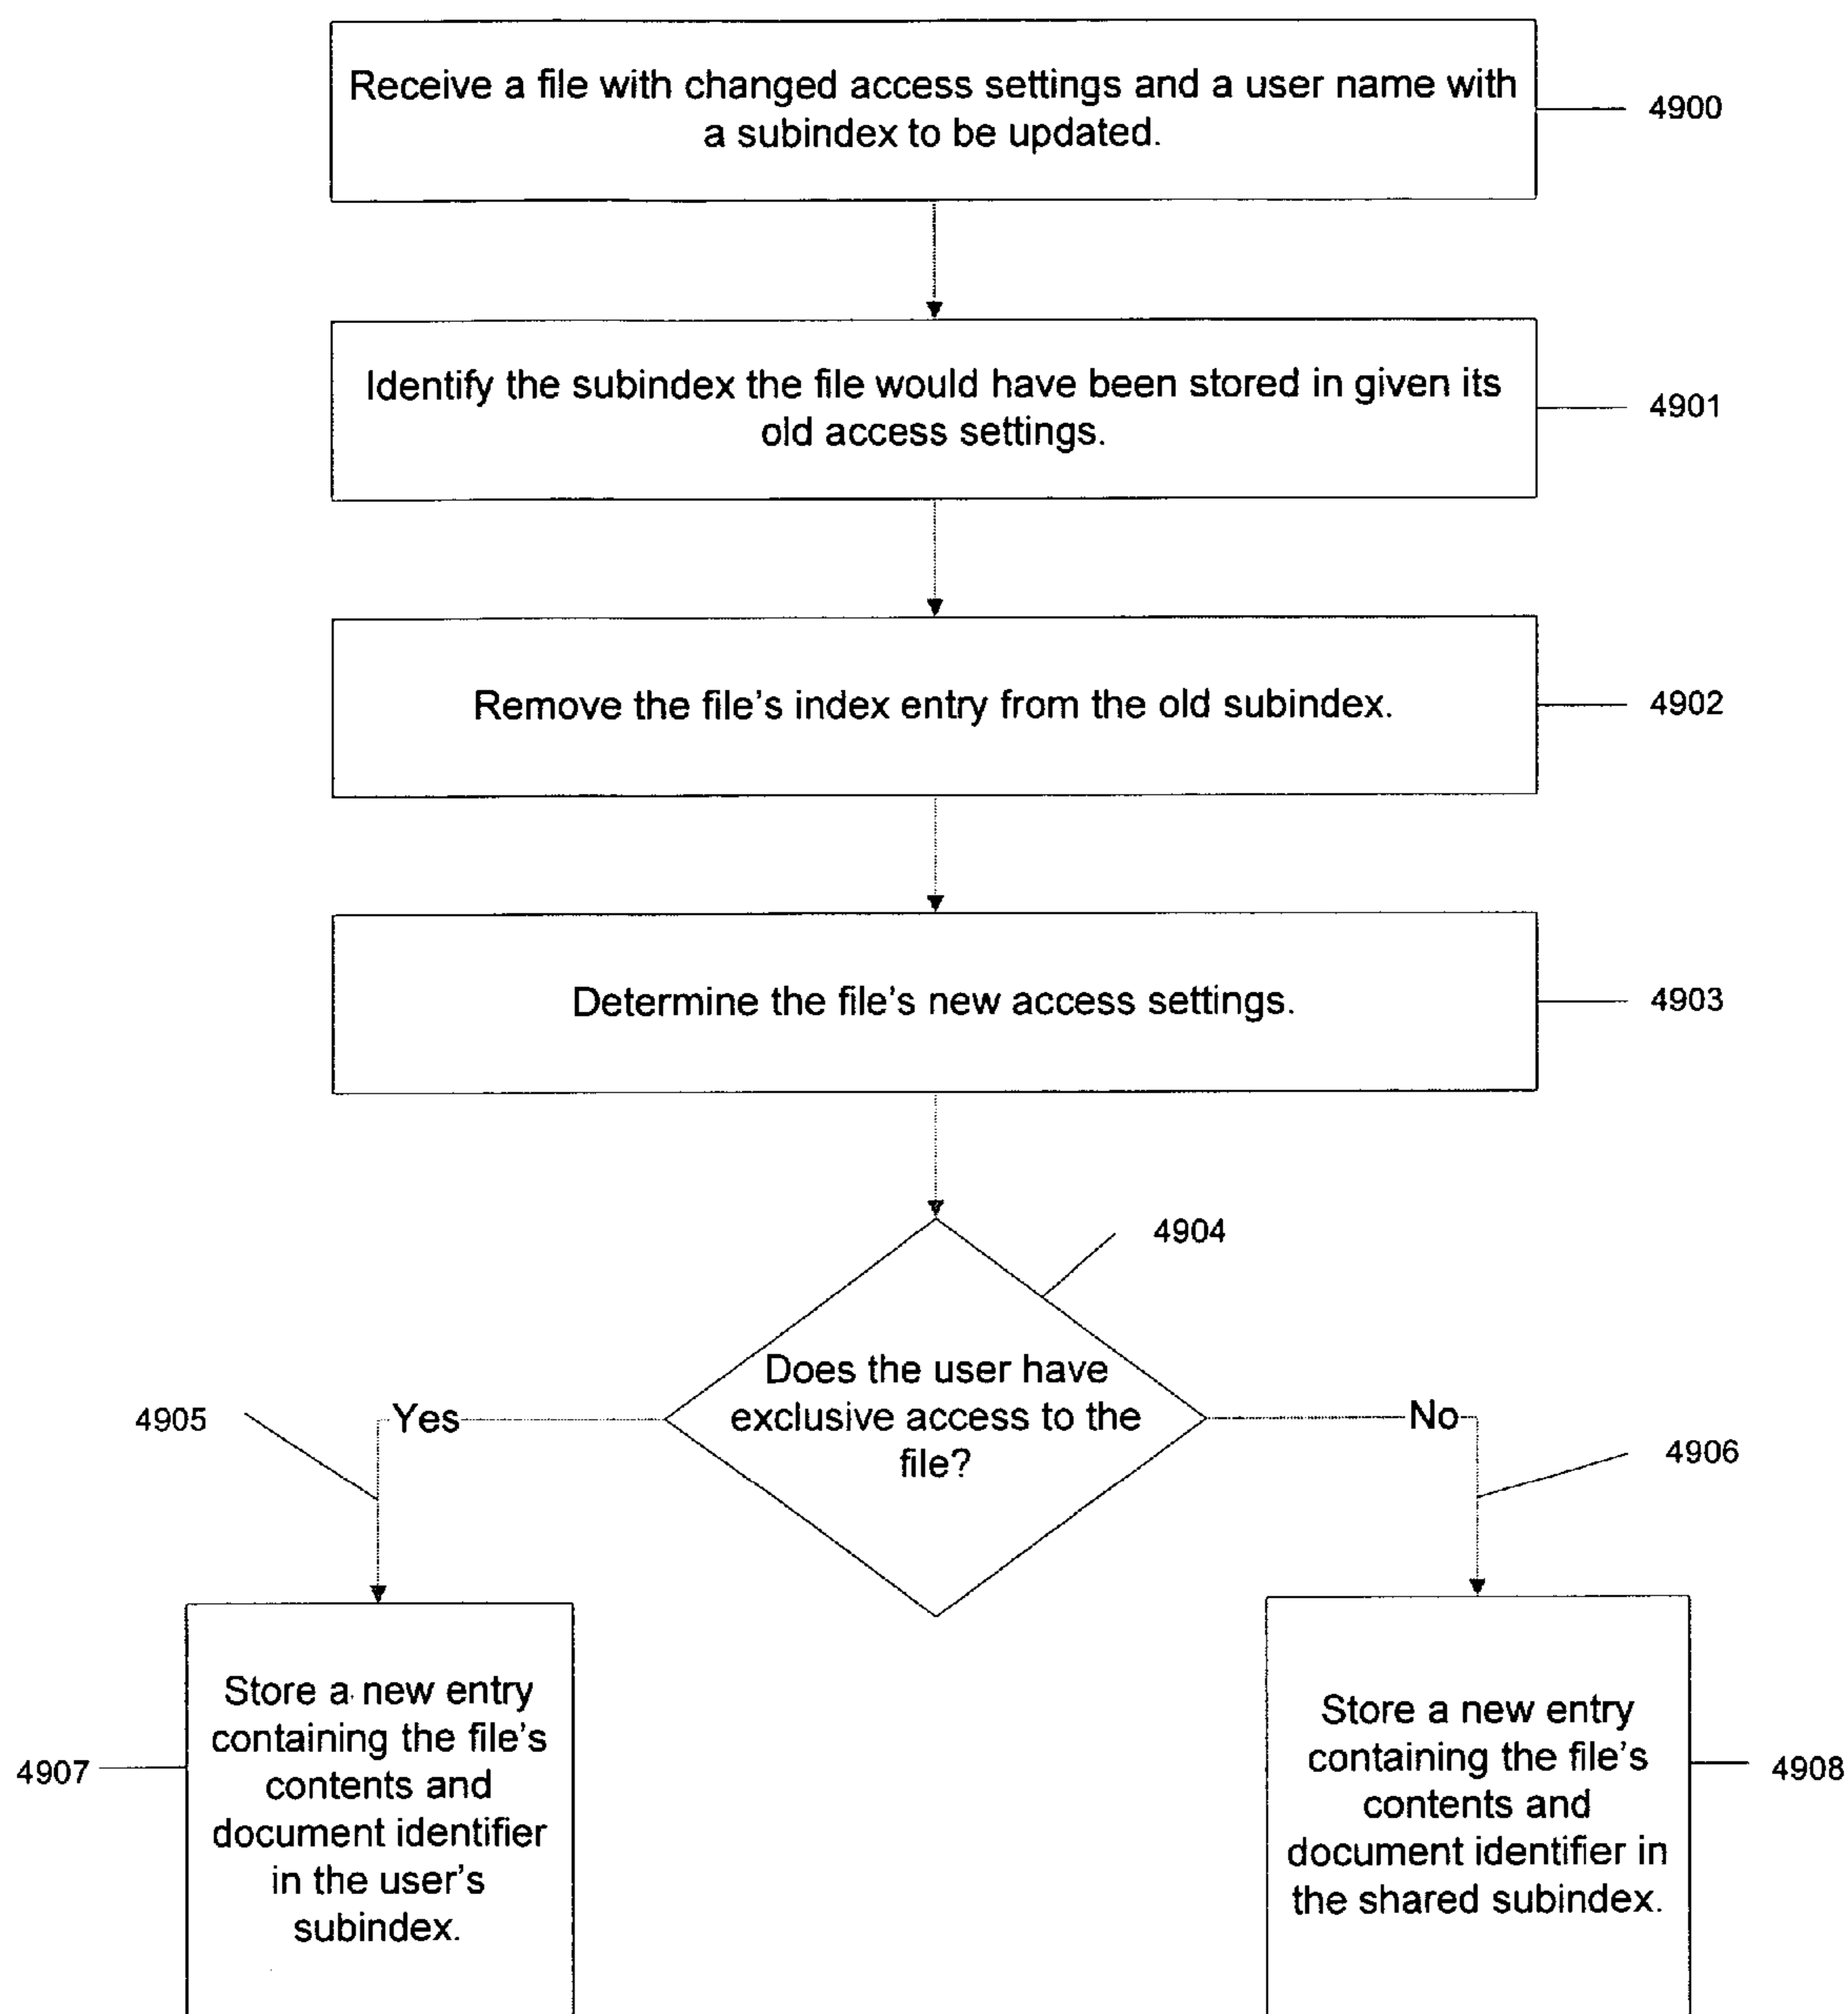 Receive a file with changed access settings and a user name with
a subindex to be updated.
4900
Identify the subindex the file would have been stored in given its
old access settings.
4901
Remove the file's index entry from the old subindex.
4902
Determine the file's new access settings.
4903
4904
Does the user have
exclusive access to the
file?
4905
Yes
No
4906
Store a new entry
containing the file's
contents and
document identifier
in the user's
subindex.
4907
Store a new entry
containing the file's
contents and
document identifier in
the shared subindex.
4908